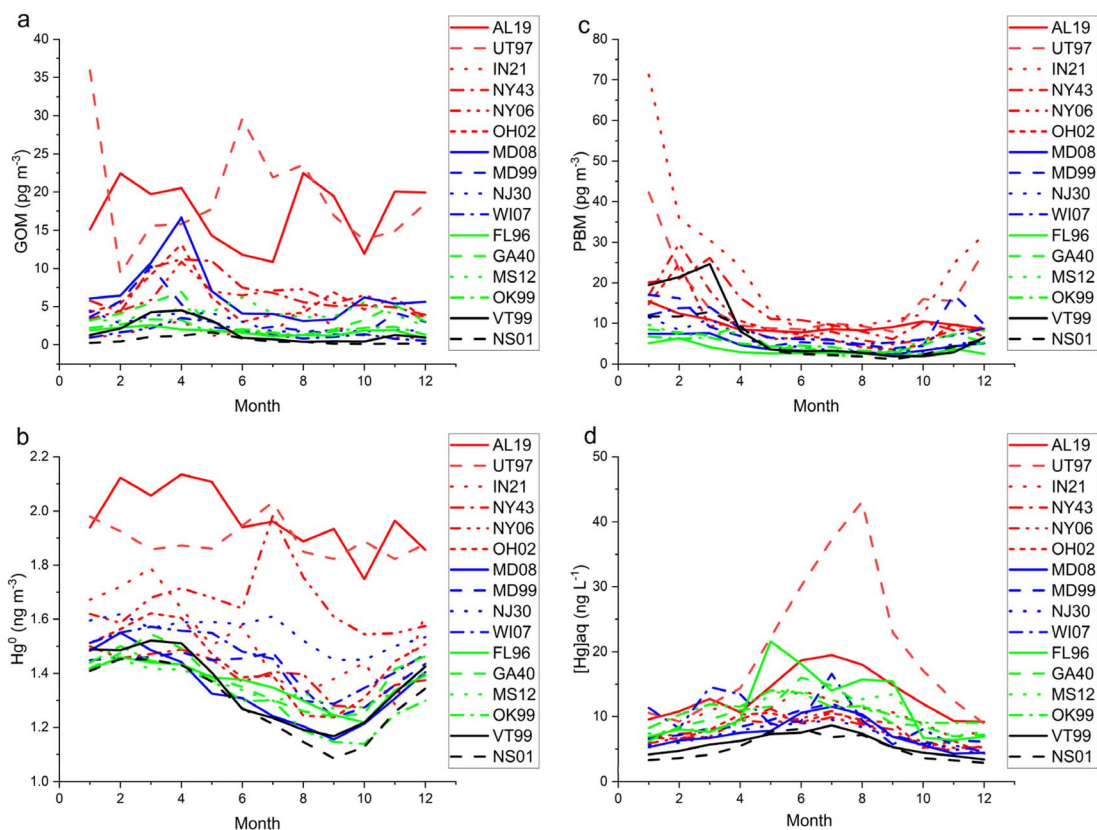 a
40
35
30
25
20
15
10
5
0
GOM (pg m-3)
0 2 4 6 8 10 12
Month
AL19
UT97
IN21
NY43
NY06
OH02
MD08
MD99
NJ30
WI07
FL96
GA40
MS12
OK99
VT99
NS01
c
80
70
60
50
40
30
20
10
0
PBM (pg m-3)
0 2 4 6 8 10 12
Month
AL19
UT97
IN21
NY43
NY06
OH02
MD08
MD99
NJ30
WI07
FL96
GA40
MS12
OK99
VT99
NS01
b
2.2
2.0
1.8
1.6
1.4
1.2
1.0
Hg0 (ng m-3)
0 2 4 6 8 10 12
Month
AL19
UT97
IN21
NY43
NY06
OH02
MD08
MD99
NJ30
WI07
FL96
GA40
MS12
OK99
VT99
NS01
d
50
40
30
20
10
0
[Hg]aq (ng L-1)
0 2 4 6 8 10 12
Month
AL19
UT97
IN21
NY43
NY06
OH02
MD08
MD99
NJ30
WI07
FL96
GA40
MS12
OK99
VT99
NS01